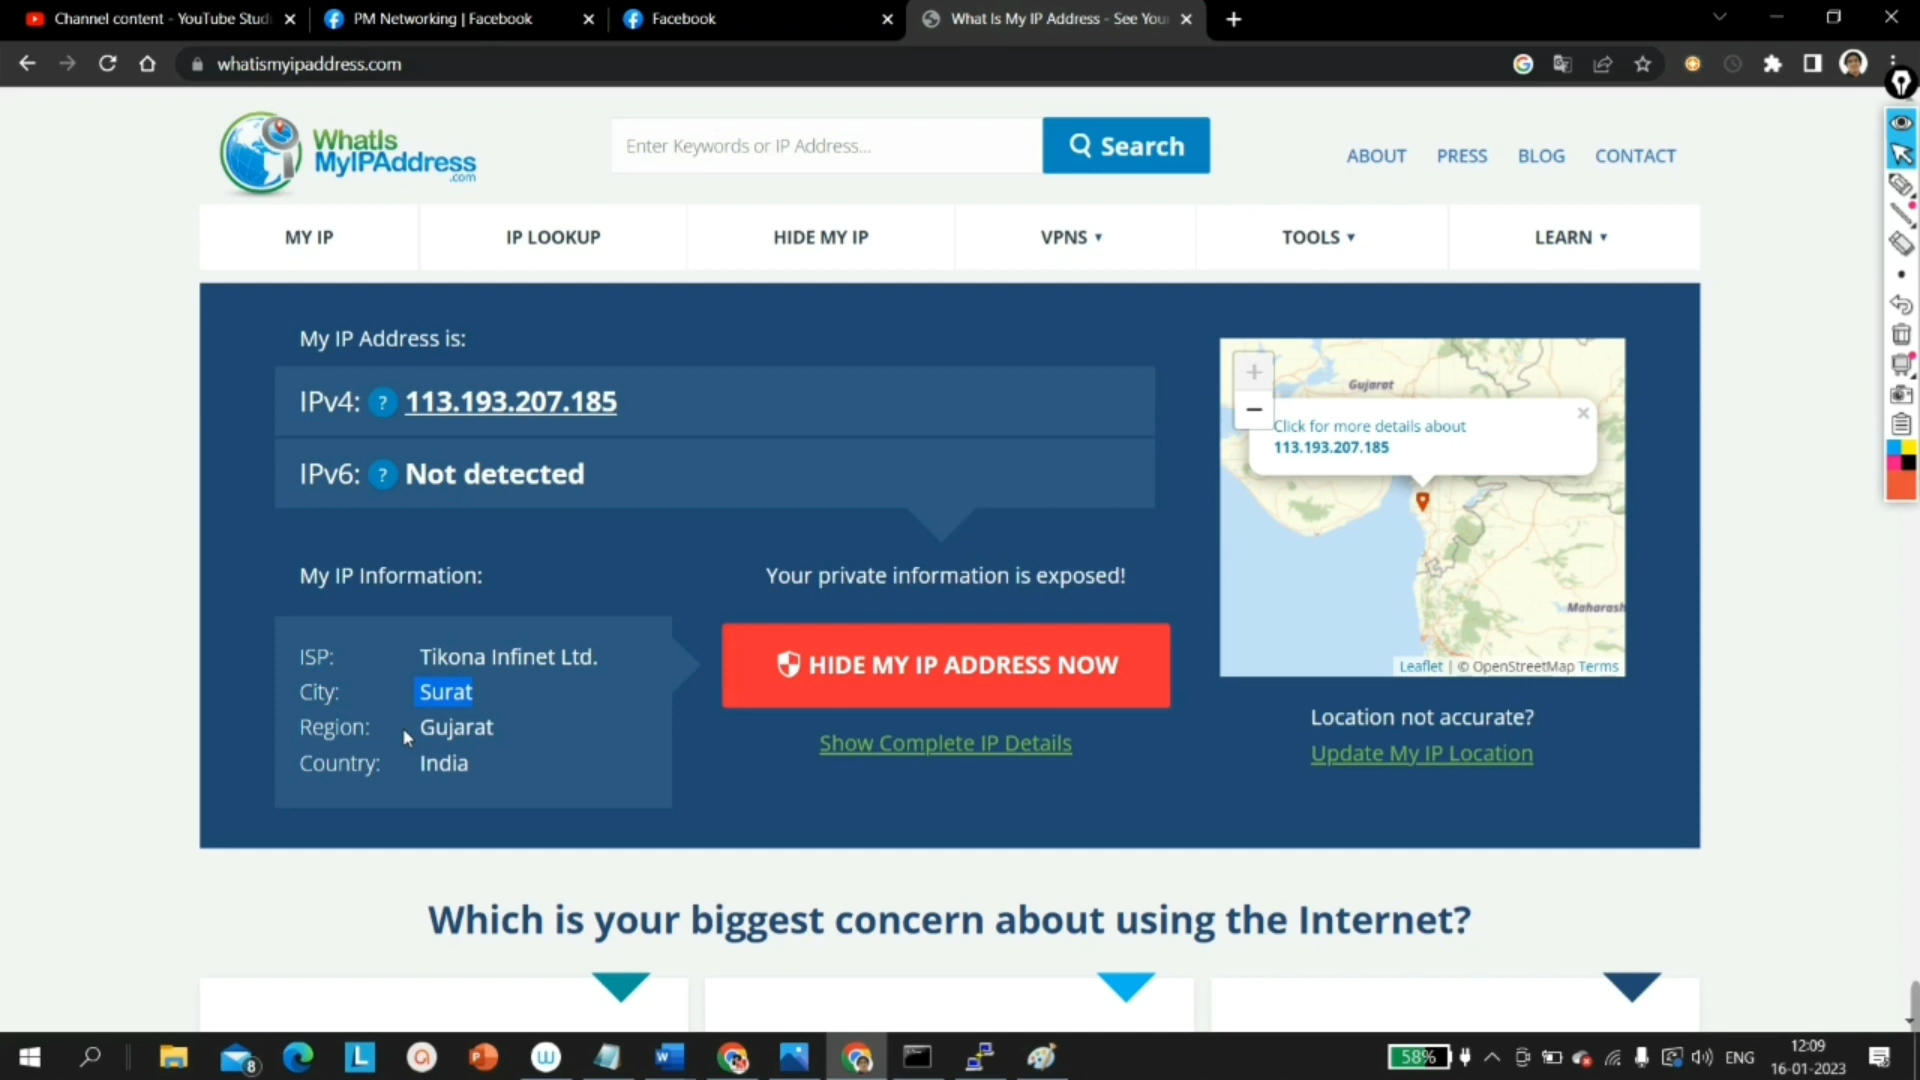 Channel content - YouTube Stud
PM Networking | Facebook
Facebook
What Is My IP Address - See You
whatismyipaddress.com
WhatIs
MyIPAddress
.com
Enter Keywords or IP Address...
Search
ABOUT
PRESS
BLOG
CONTACT
MY IP
IP LOOKUP
HIDE MY IP
VPNS
TOOLS
LEARN
My IP Address is:
IPv4: ? 113.193.207.185
IPv6: ? Not detected
Gujarat
Click for more details about
113.193.207.185
Maharash
Leaflet | © OpenStreetMap Terms
My IP Information:
Your private information is exposed!
ISP: Tikona Infinet Ltd.
City: Surat
Region: Gujarat
Country: India
HIDE MY IP ADDRESS NOW
Show Complete IP Details
Location not accurate?
Update My IP Location
Which is your biggest concern about using the Internet?
8
58%
ENG
12:09
16-01-2023